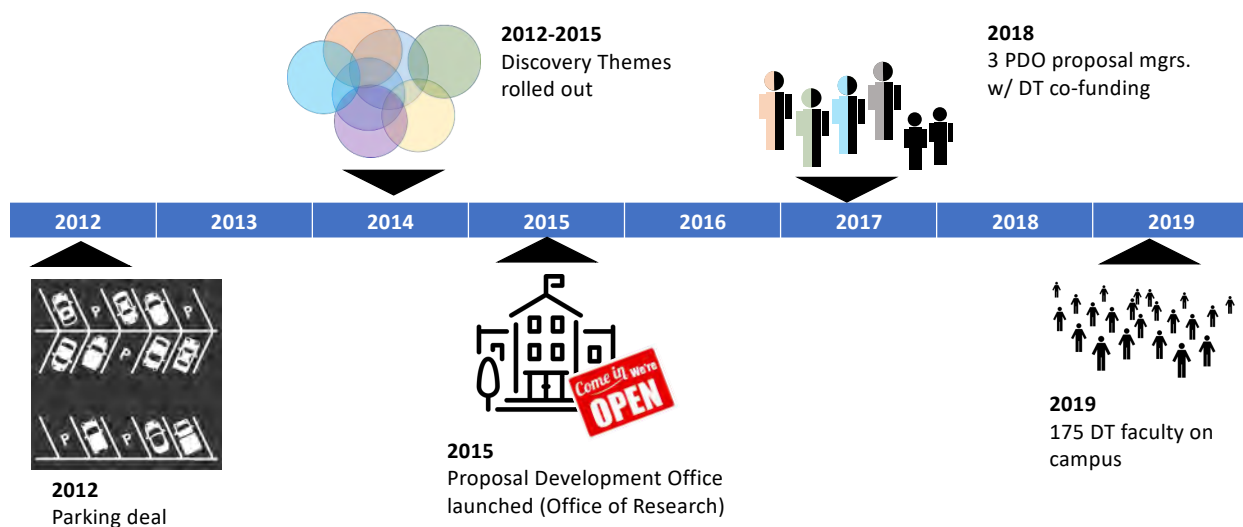 2012-2015
Discovery Themes
rolled out
2018
3 PDO proposal mgrs.
w/ DT co-funding
2012
2013
2014
2015
2016
2017
2018
2019
P
P
P
P
P
Come in We're
OPEN
2012
Parking deal
2015
Proposal Development Office
launched (Office of Research)
2019
175 DT faculty on
campus